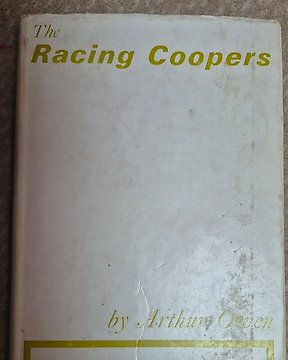 The
Racing Coopers
by Arthur Owen